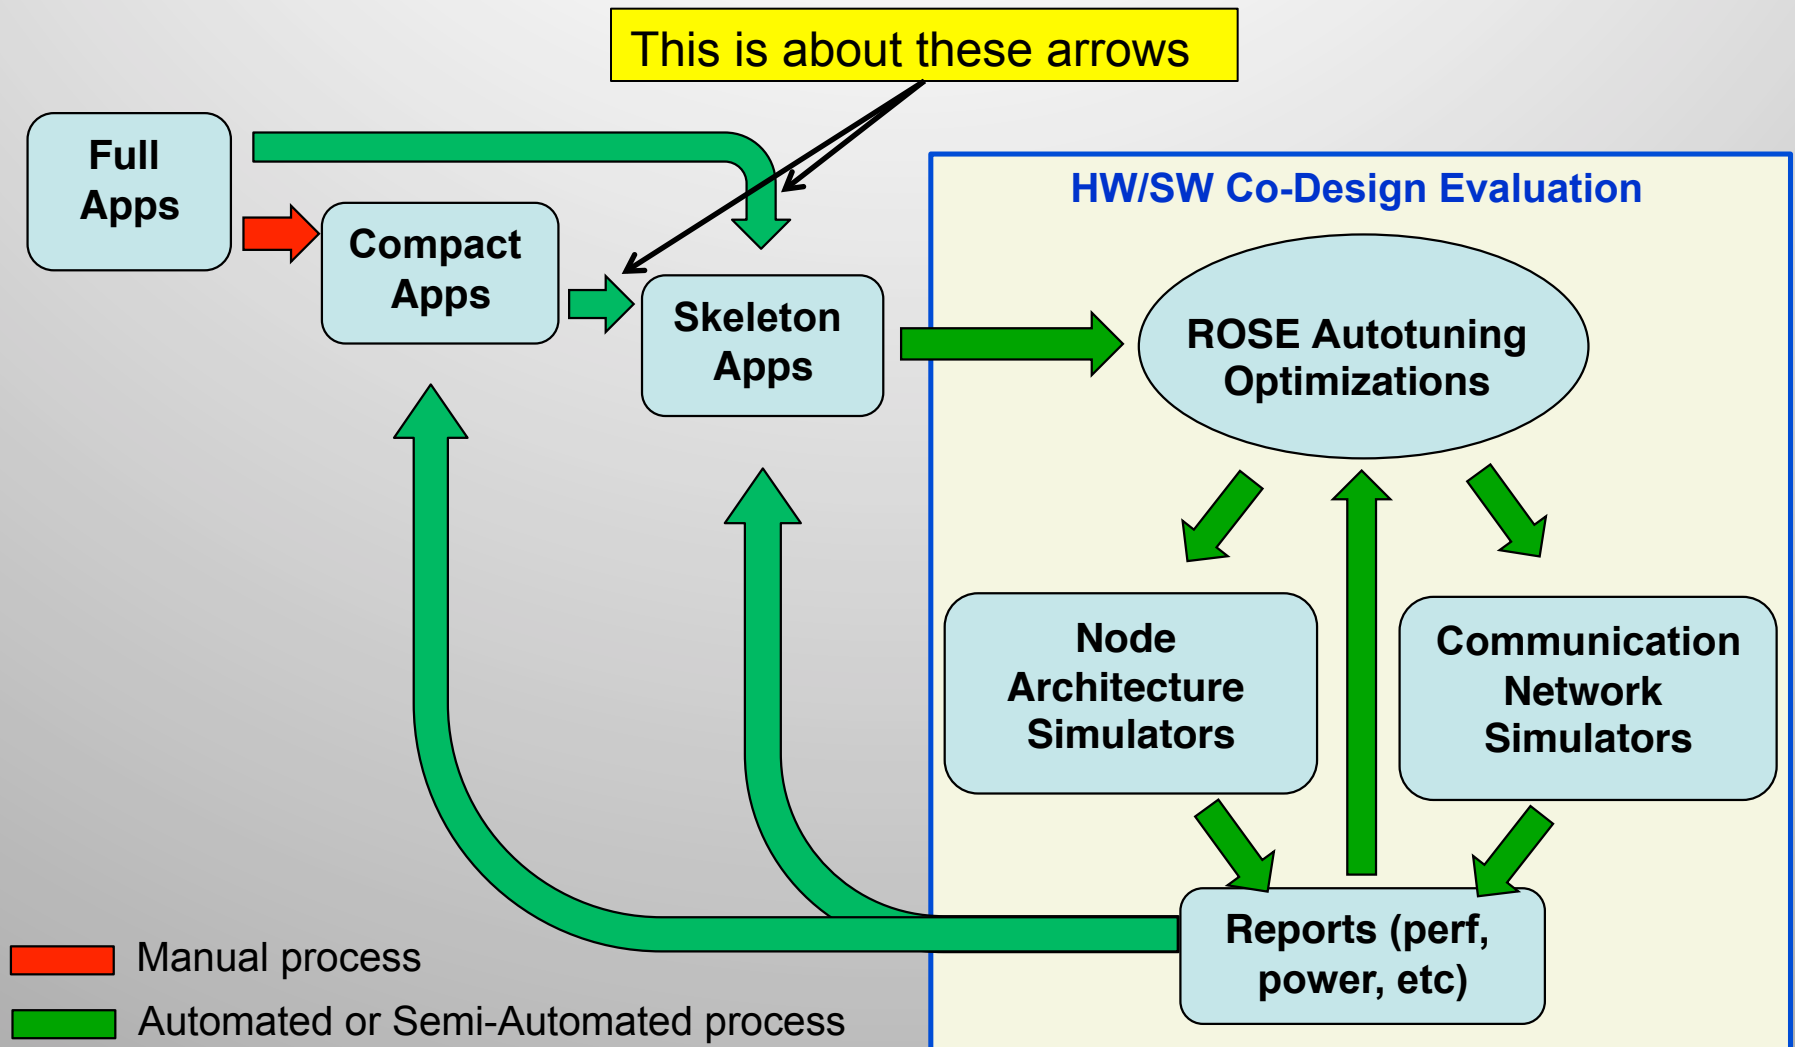 This is about these arrows
Full
Apps
Compact
Apps
Skeleton
Apps
HW/SW Co-Design Evaluation
ROSE Autotuning
Optimizations
Node
Architecture
Simulators
Communication
Network
Simulators
Reports (perf,
power, etc)
Manual process
Automated or Semi-Automated process